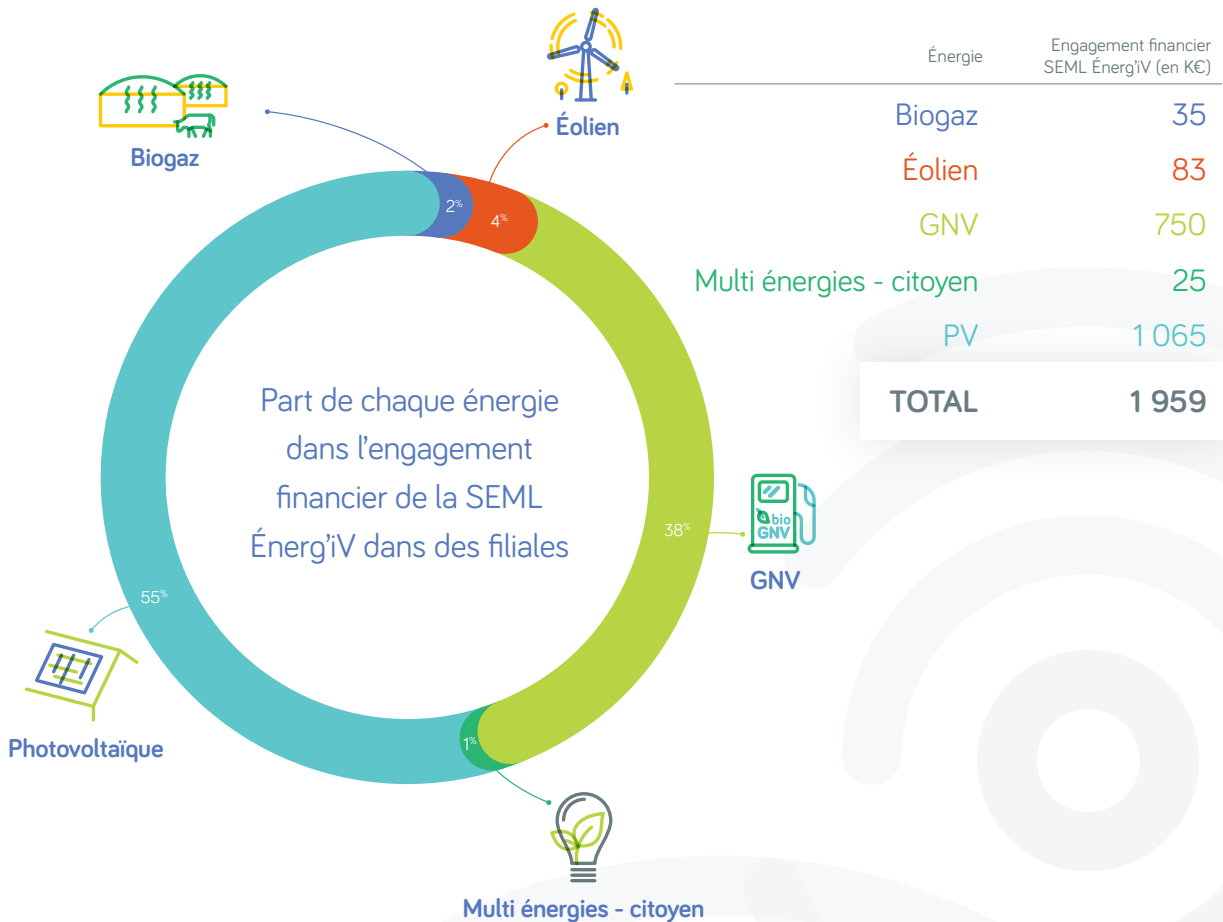 Énergie
Engagement financier
SEML Énerg'iV (en K€)
Biogaz 35
Éolien 83
GNV 750
Multi énergies - citoyen 25
PV 1 065
TOTAL 1 959
Biogaz
Éolien
2%
4%
Part de chaque énergie
dans l'engagement
financier de la SEML
Énerg'iV dans des filiales
38%
bio
GNV
GNV
55%
Photovoltaïque
1%
Multi énergies - citoyen